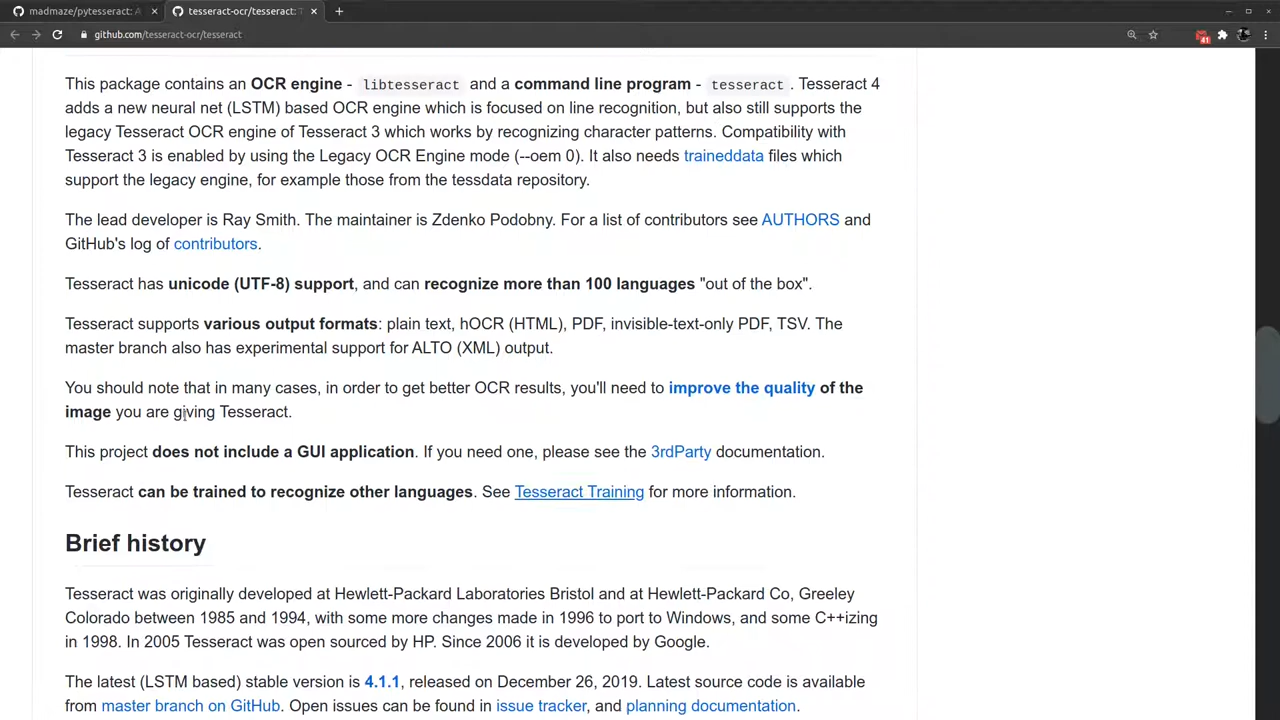 madmaze/pytesseract: A
tesseract-ocr/tesseract: T
github.com/tesseract-ocr/tesseract
41
This package contains an OCR engine - libtesseract and a command line program - tesseract . Tesseract 4
adds a new neural net (LSTM) based OCR engine which is focused on line recognition, but also still supports the
legacy Tesseract OCR engine of Tesseract 3 which works by recognizing character patterns. Compatibility with
Tesseract 3 is enabled by using the Legacy OCR Engine mode (--oem 0). It also needs traineddata files which
support the legacy engine, for example those from the tessdata repository.
The lead developer is Ray Smith. The maintainer is Zdenko Podobny. For a list of contributors see AUTHORS and
GitHub's log of contributors.
Tesseract has unicode (UTF-8) support, and can recognize more than 100 languages "out of the box".
Tesseract supports various output formats: plain text, hOCR (HTML), PDF, invisible-text-only PDF, TSV. The
master branch also has experimental support for ALTO (XML) output.
You should note that in many cases, in order to get better OCR results, you'll need to improve the quality of the
image you are giving Tesseract.
This project does not include a GUI application. If you need one, please see the 3rdParty documentation.
Tesseract can be trained to recognize other languages. See Tesseract Training for more information.
Brief history
Tesseract was originally developed at Hewlett-Packard Laboratories Bristol and at Hewlett-Packard Co, Greeley
Colorado between 1985 and 1994, with some more changes made in 1996 to port to Windows, and some C++izing
in 1998. In 2005 Tesseract was open sourced by HP. Since 2006 it is developed by Google.
The latest (LSTM based) stable version is 4.1.1, released on December 26, 2019. Latest source code is available
from master branch on GitHub. Open issues can be found in issue tracker, and planning documentation.